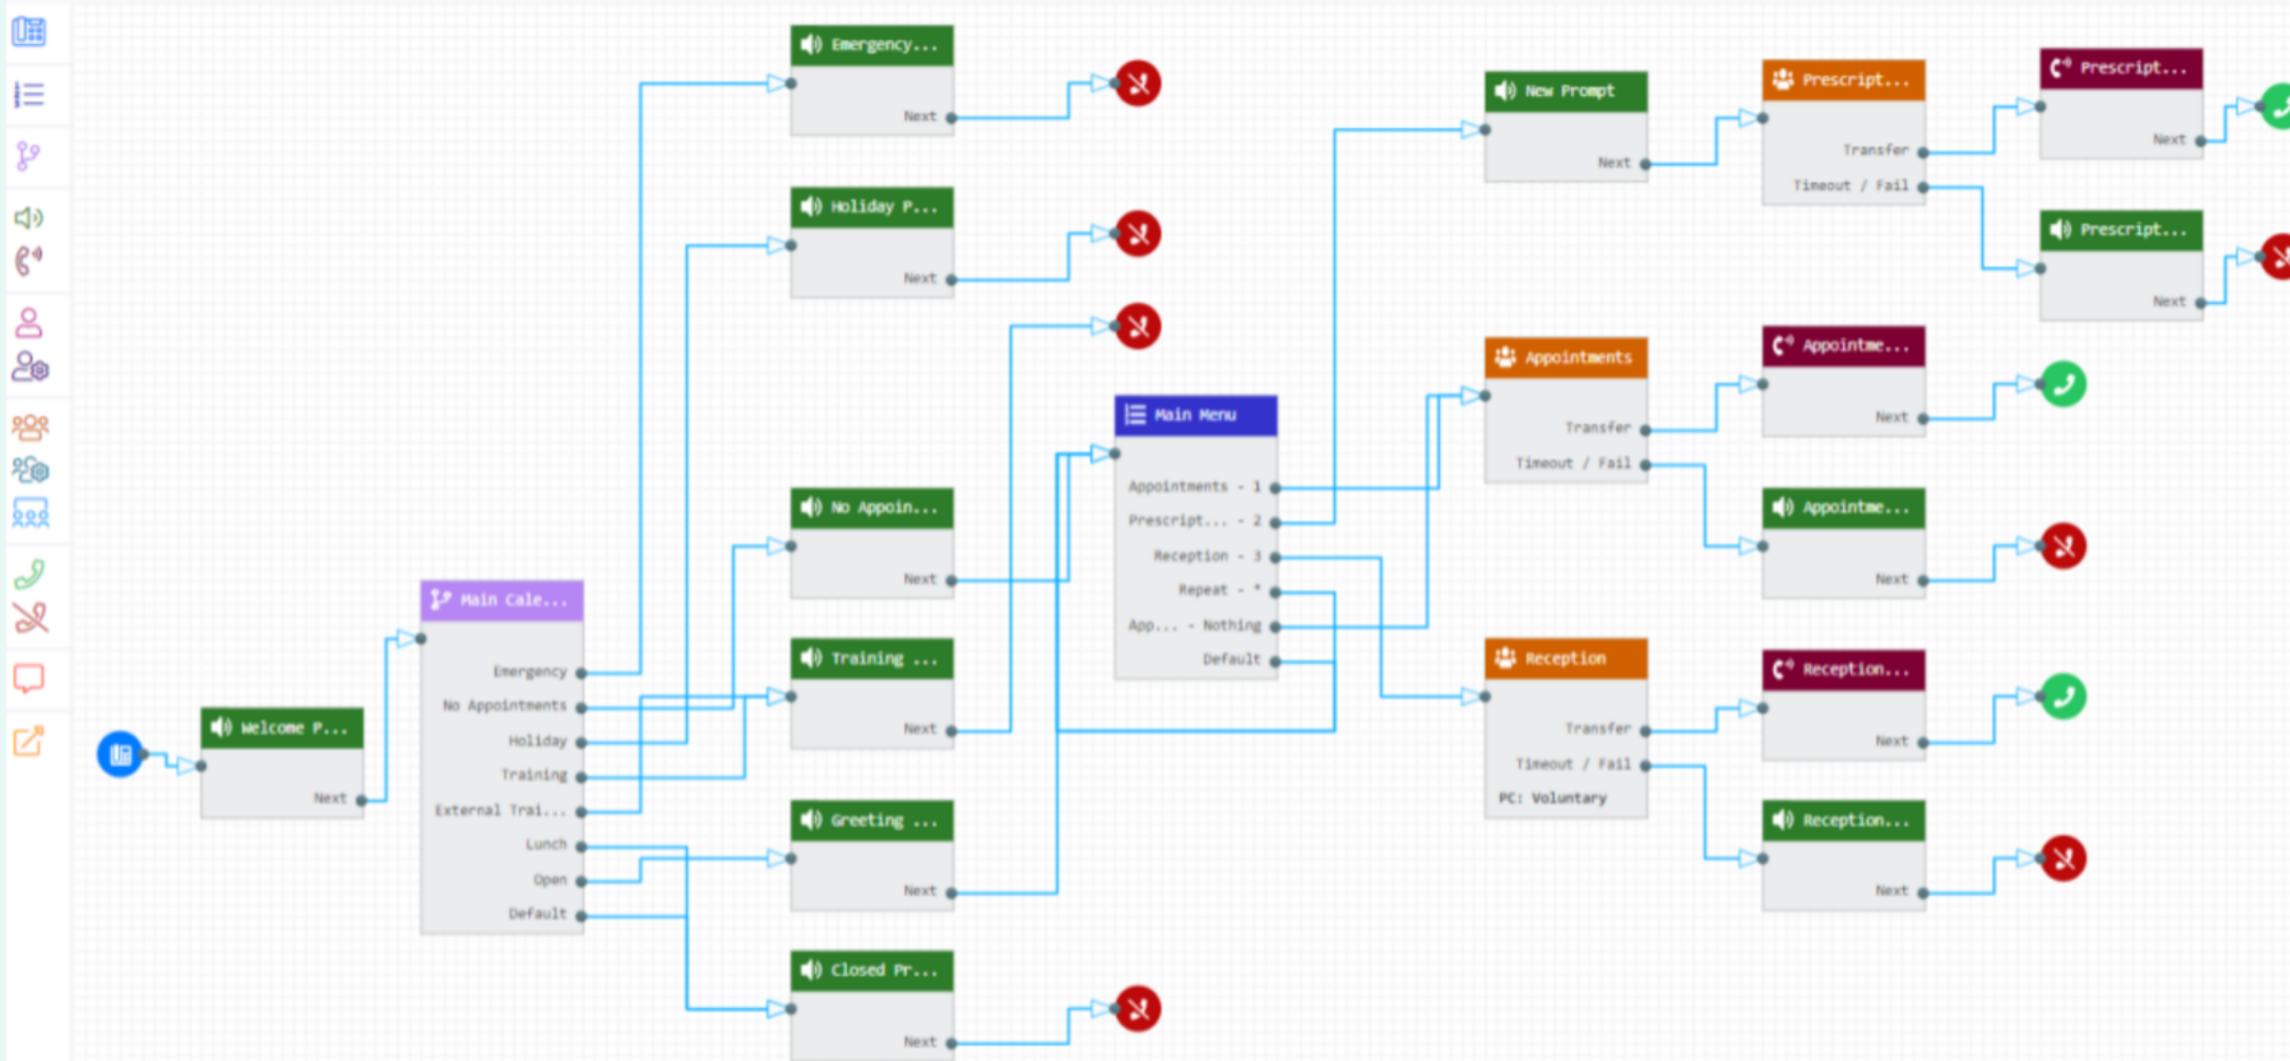 Welcome P...
Next
Main Cale...
Emergency
No Appointments
Holiday
Training
External Trai...
Lunch
Open
Default
Emergency...
Next
Holiday P...
Next
No Appoin...
Next
Training ...
Next
Greeting ...
Next
Closed Pr...
Next
Main Menu
Appointments - 1
Prescript... - 2
Reception - 3
Repeat - *
App... - Nothing
Default
New Prompt
Next
Appointments
Transfer
Timeout / Fail
Reception
Transfer
Timeout / Fail
PC: Voluntary
Prescript...
Transfer
Timeout / Fail
Appointme...
Next
Appointme...
Next
Reception...
Next
Reception...
Next
Prescript...
Next
Prescript...
Next